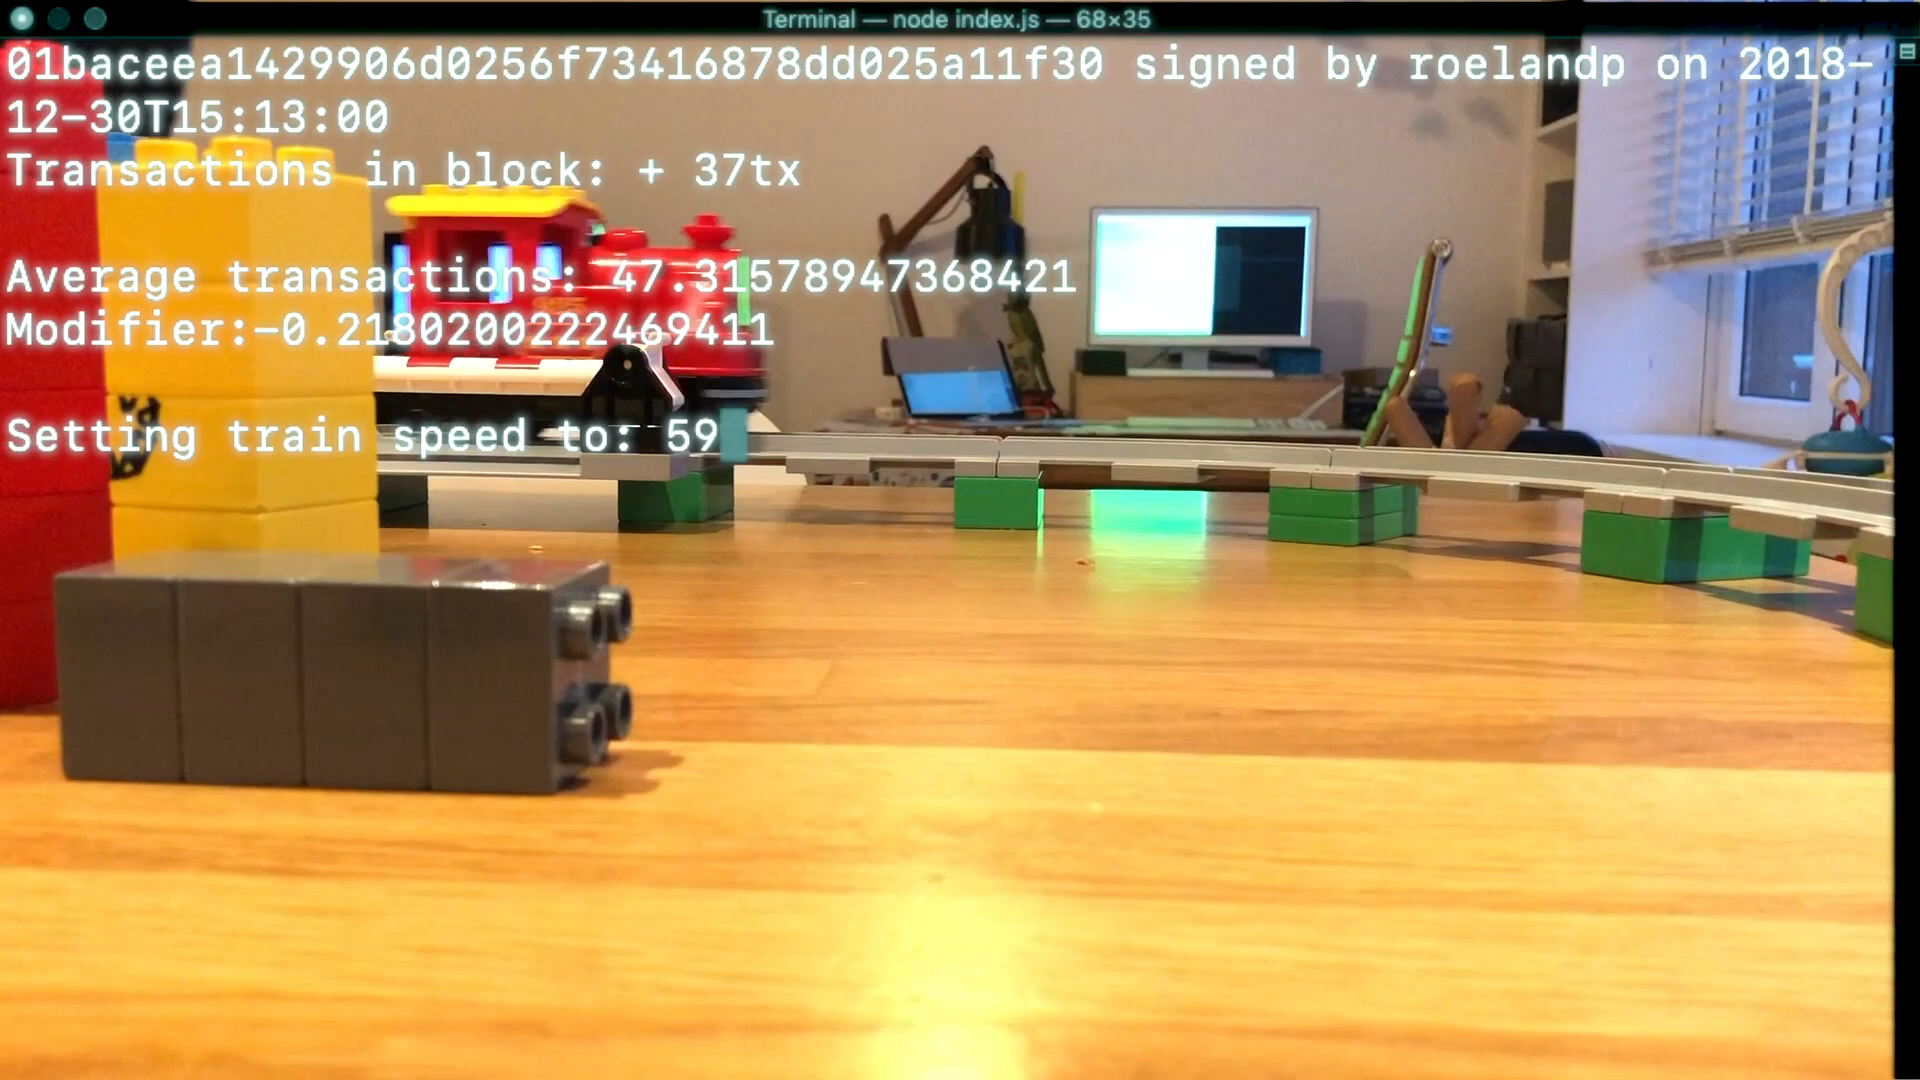 Terminal — node index.js — 68×35
01baceea1429906d0256f73416878dd025a11f30 signed by roelandp on 2018-
12-30T15:13:00
Transactions in block: + 37tx
Average transactions: 47.31578947368421
Modifier:-0.2180200222469411
Setting train speed to: 59